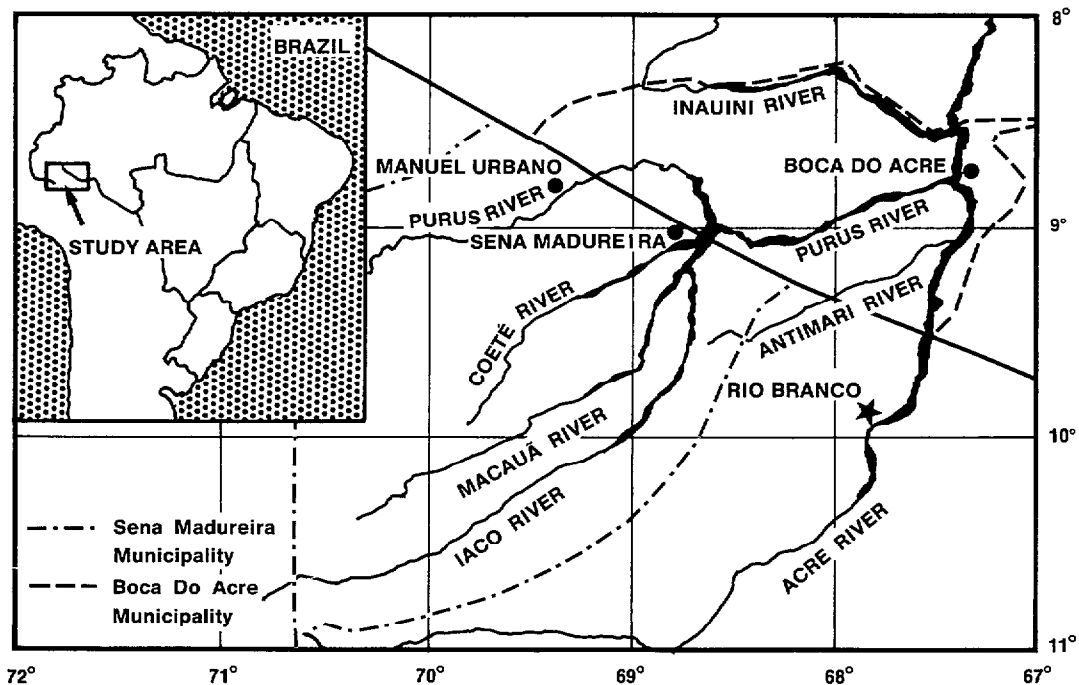 BRAZIL
STUDY AREA
INAUINI RIVER
MANUEL URBANO
BOCA DO ACRE
PURUS RIVER
SENA MADUREIRA
PURUS RIVER
COETÉ RIVER
ANTIMARI RIVER
RIO BRANCO
MACAUÃ RIVER
IACO RIVER
ACRE RIVER
Sena Madureira
Municipality
Boca Do Acre
Municipality
8°
9°
10°
11°
72°
71°
70°
69°
68°
67°